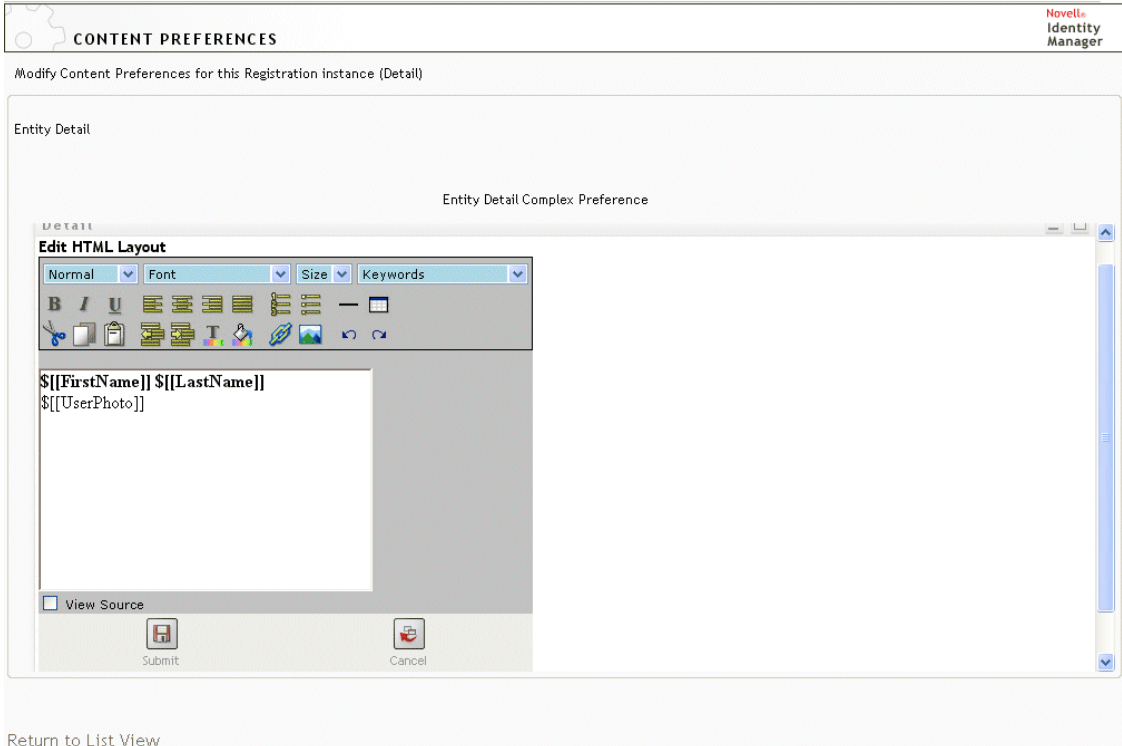 Novell®
Identity
Manager
CONTENT PREFERENCES
Modify Content Preferences for this Registration instance (Detail)
Entity Detail
Entity Detail Complex Preference
Detail
Edit HTML Layout
Normal Font Size Keywords
B I U
T
$[[FirstName]] $[[LastName]]
$[[UserPhoto]]
View Source
Submit Cancel
Return to List View